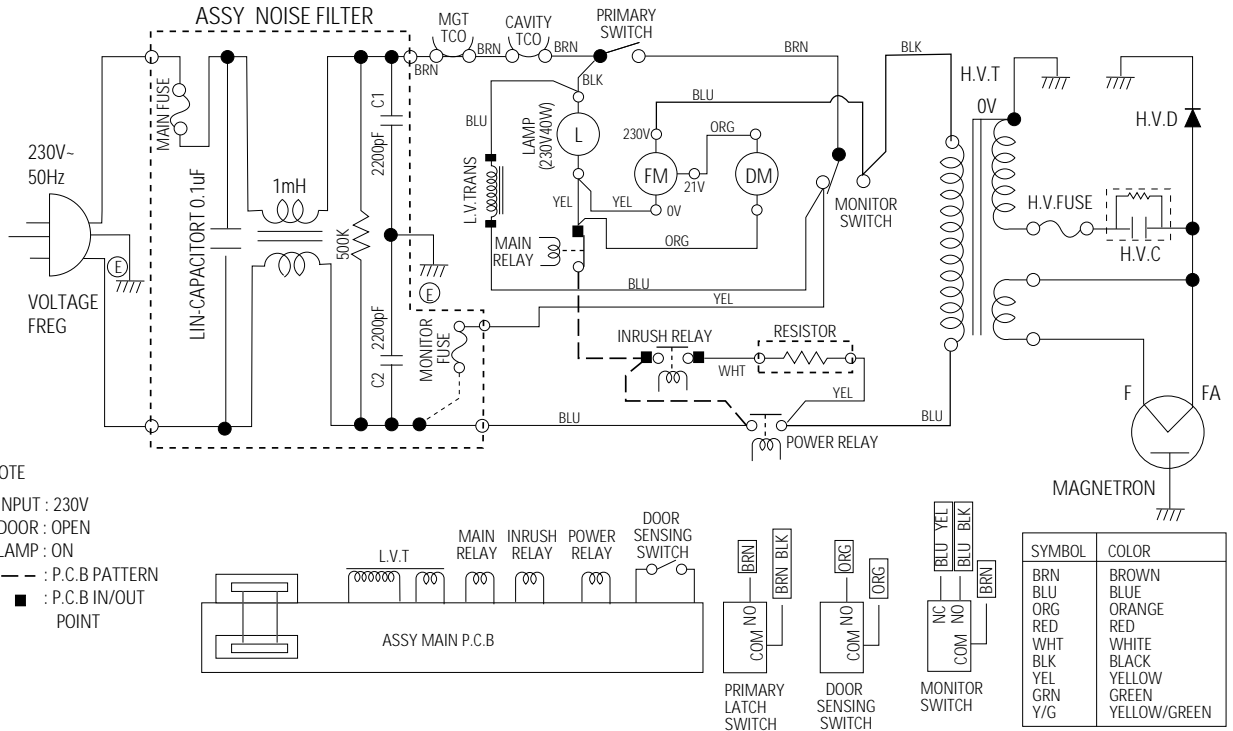 ASSY NOISE FILTER
MGT
TCO
CAVITY
TCO
PRIMARY
SWITCH
BRN
BRN
BRN
BRN
BLK
MAIN FUSE
230V~
50Hz
LIN-CAPACITORT 0.1uF
1mH
500K
C1
2200pF
2200pF
C2
E
VOLTAGE
FREG
E
MONITOR
FUSE
BLK
BLU
L.V.TRANS
LAMP
(230V40W)
L
BLU
230V
ORG
FM
21V
DM
YEL
YEL
0V
ORG
MAIN
RELAY
BLU
YEL
MONITOR
SWITCH
H.V.T
0V
H.V.D
H.V.FUSE
H.V.C
INRUSH RELAY
RESISTOR
WHT
YEL
BLU
BLU
POWER RELAY
F
FA
MAGNETRON
OTE
NPUT : 230V
DOOR : OPEN
LAMP : ON
: P.C.B PATTERN
: P.C.B IN/OUT
POINT
L.V.T
MAIN
RELAY
INRUSH
RELAY
POWER
RELAY
DOOR
SENSING
SWITCH
ASSY MAIN P.C.B
BRN
BRN BLK
COM NO
PRIMARY
LATCH
SWITCH
ORG
ORG
COM NO
DOOR
SENSING
SWITCH
BLU YEL
BLU BLK
BRN
NC
COM NO
MONITOR
SWITCH
SYMBOL COLOR
BRN BROWN
BLU BLUE
ORG ORANGE
RED RED
WHT WHITE
BLK BLACK
YEL YELLOW
GRN GREEN
Y/G YELLOW/GREEN